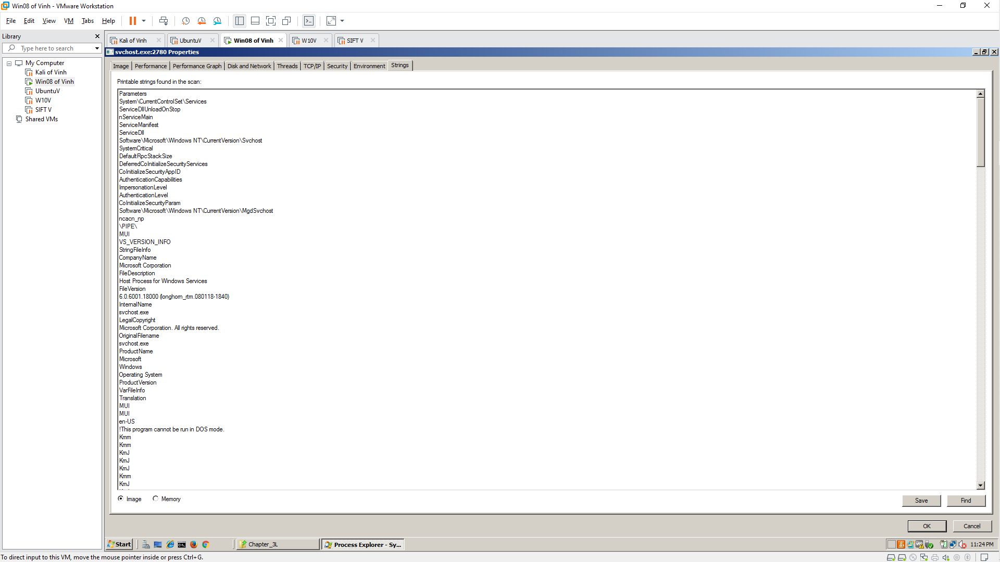 Win08 of Vinh - VMware Workstation
File Edit View VM Tabs Help
Library
Type here to search
My Computer
Kali of Vinh
Win08 of Vinh
UbuntuV
W10V
SIFT V
Shared VMs
Kali of Vinh UbuntuV Win08 of Vinh W10V SIFT V
svchost.exe:2780 Properties
Image Performance Performance Graph Disk and Network Threads TCP/IP Security Environment Strings
Printable strings found in the scan:
Parameters
System\CurrentControlSet\Services
ServiceDllUnloadOnStop
nServiceMain
ServiceManifest
ServiceDll
Software\Microsoft\Windows NT\CurrentVersion\Svchost
SystemCritical
DefaultRpcStackSize
DeferredCoInitializeSecurityServices
CoInitializeSecurityAppID
AuthenticationCapabilities
ImpersonationLevel
AuthenticationLevel
CoInitializeSecurityParam
Software\Microsoft\Windows NT\CurrentVersion\MgdSvchost
ncacn_np
\PIPE\
MUI
VS_VERSION_INFO
StringFileInfo
CompanyName
Microsoft Corporation
FileDescription
Host Process for Windows Services
FileVersion
6.0.6001.18000 (longhorn_rtm.080118-1840)
InternalName
svchost.exe
LegalCopyright
Microsoft Corporation. All rights reserved.
OriginalFilename
svchost.exe
ProductName
Microsoft
Windows
Operating System
ProductVersion
VarFileInfo
Translation
MUI
MUI
en-US
!This program cannot be run in DOS mode.
Kmm
Kmm
KmJ
KmJ
KmJ
Kmm
KmJ
Image Memory
Save Find
OK Cancel
Start Chapter_3L Process Explorer - Sy... 11:24 PM
To direct input to this VM, move the mouse pointer inside or press Ctrl+G.